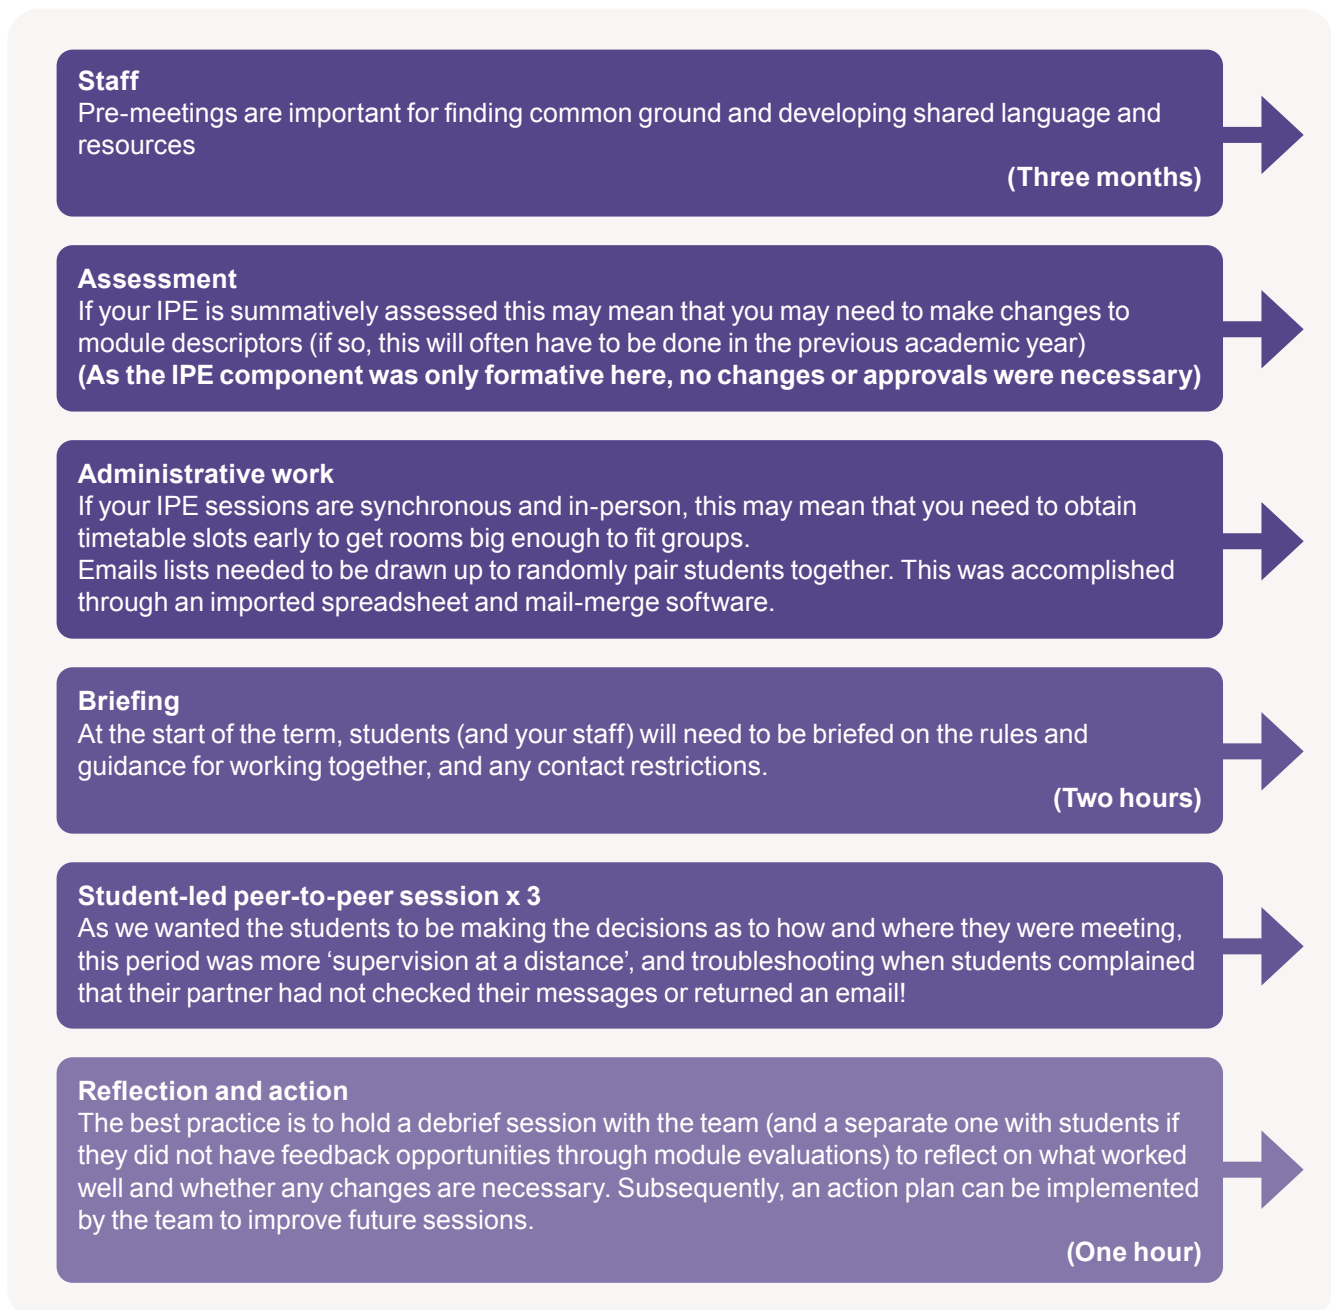 Staff
Pre-meetings are important for finding common ground and developing shared language and
resources
(Three months)
Assessment
If your IPE is summatively assessed this may mean that you may need to make changes to
module descriptors (if so, this will often have to be done in the previous academic year)
(As the IPE component was only formative here, no changes or approvals were necessary)
Administrative work
If your IPE sessions are synchronous and in-person, this may mean that you need to obtain
timetable slots early to get rooms big enough to fit groups.
Emails lists needed to be drawn up to randomly pair students together. This was accomplished
through an imported spreadsheet and mail-merge software.
Briefing
At the start of the term, students (and your staff) will need to be briefed on the rules and
guidance for working together, and any contact restrictions.
(Two hours)
Student-led peer-to-peer session x 3
As we wanted the students to be making the decisions as to how and where they were meeting,
this period was more ‘supervision at a distance’, and troubleshooting when students complained
that their partner had not checked their messages or returned an email!
Reflection and action
The best practice is to hold a debrief session with the team (and a separate one with students if
they did not have feedback opportunities through module evaluations) to reflect on what worked
well and whether any changes are necessary. Subsequently, an action plan can be implemented
by the team to improve future sessions.
(One hour)